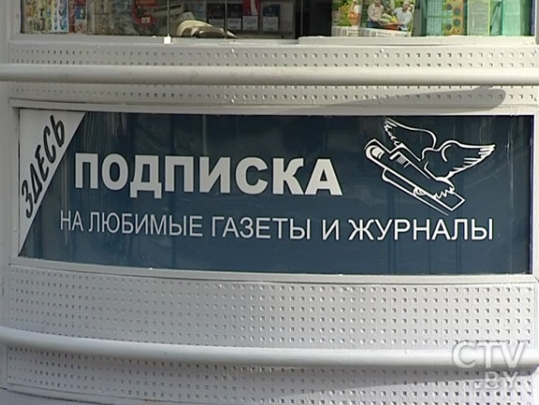 ЗДЕСЬ
ПОДПИСКА
НА ЛЮБИМЫЕ ГАЗЕТЫ И ЖУРНАЛЫ
CTV.
BY